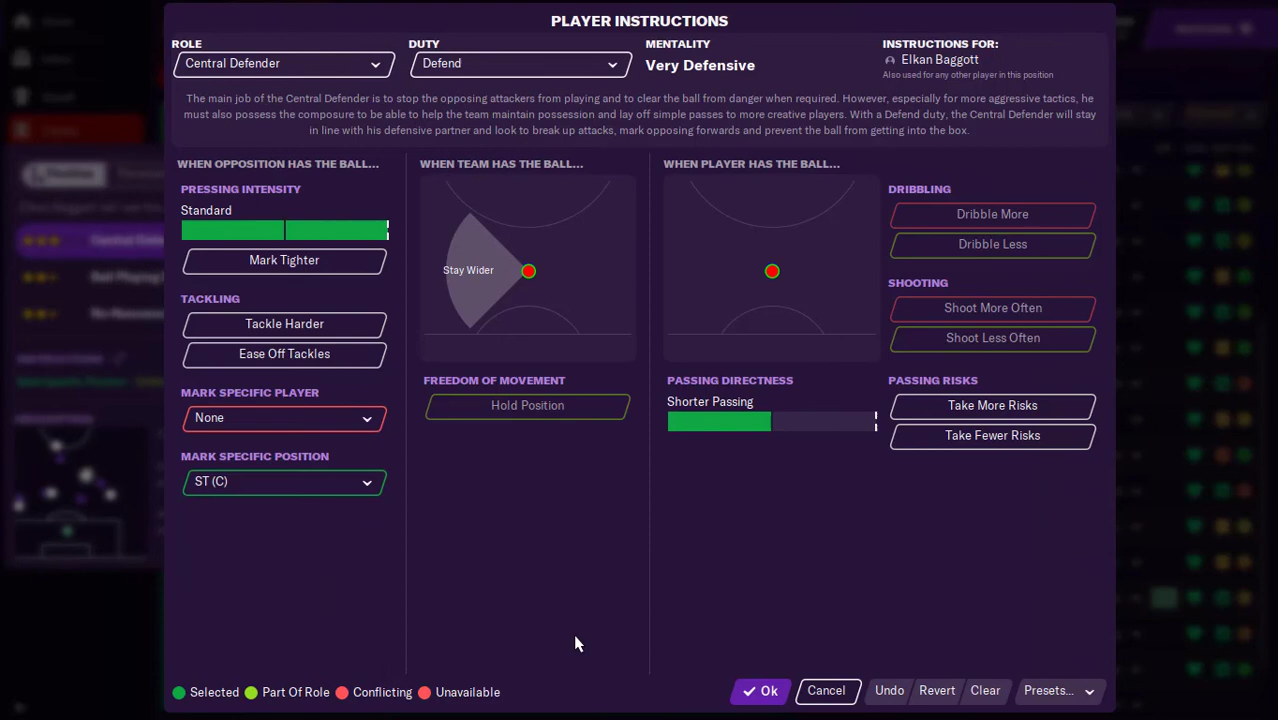 PLAYER INSTRUCTIONS
ROLE
Central Defender
DUTY
Defend
MENTALITY
Very Defensive
INSTRUCTIONS FOR:
Elkan Baggott
Also used for any other player in this position
The main job of the Central Defender is to stop the opposing attackers from playing and to clear the ball from danger when required. However, especially for more aggressive tactics, he
must also possess the composure to be able to help the team maintain possession and lay off simple passes to more creative players. With a Defend duty, the Central Defender will stay
in line with his defensive partner and look to break up attacks, mark opposing forwards and prevent the ball from getting into the box.
WHEN OPPOSITION HAS THE BALL...
PRESSING INTENSITY
Standard
Mark Tighter
TACKLING
Tackle Harder
Ease Off Tackles
MARK SPECIFIC PLAYER
None
MARK SPECIFIC POSITION
ST (C)
WHEN TEAM HAS THE BALL...
Stay Wider
FREEDOM OF MOVEMENT
Hold Position
WHEN PLAYER HAS THE BALL...
PASSING DIRECTNESS
Shorter Passing
DRIBBLING
Dribble More
Dribble Less
SHOOTING
Shoot More Often
Shoot Less Often
PASSING RISKS
Take More Risks
Take Fewer Risks
Selected
Part Of Role
Conflicting
Unavailable
Ok
Cancel
Undo
Revert
Clear
Presets...